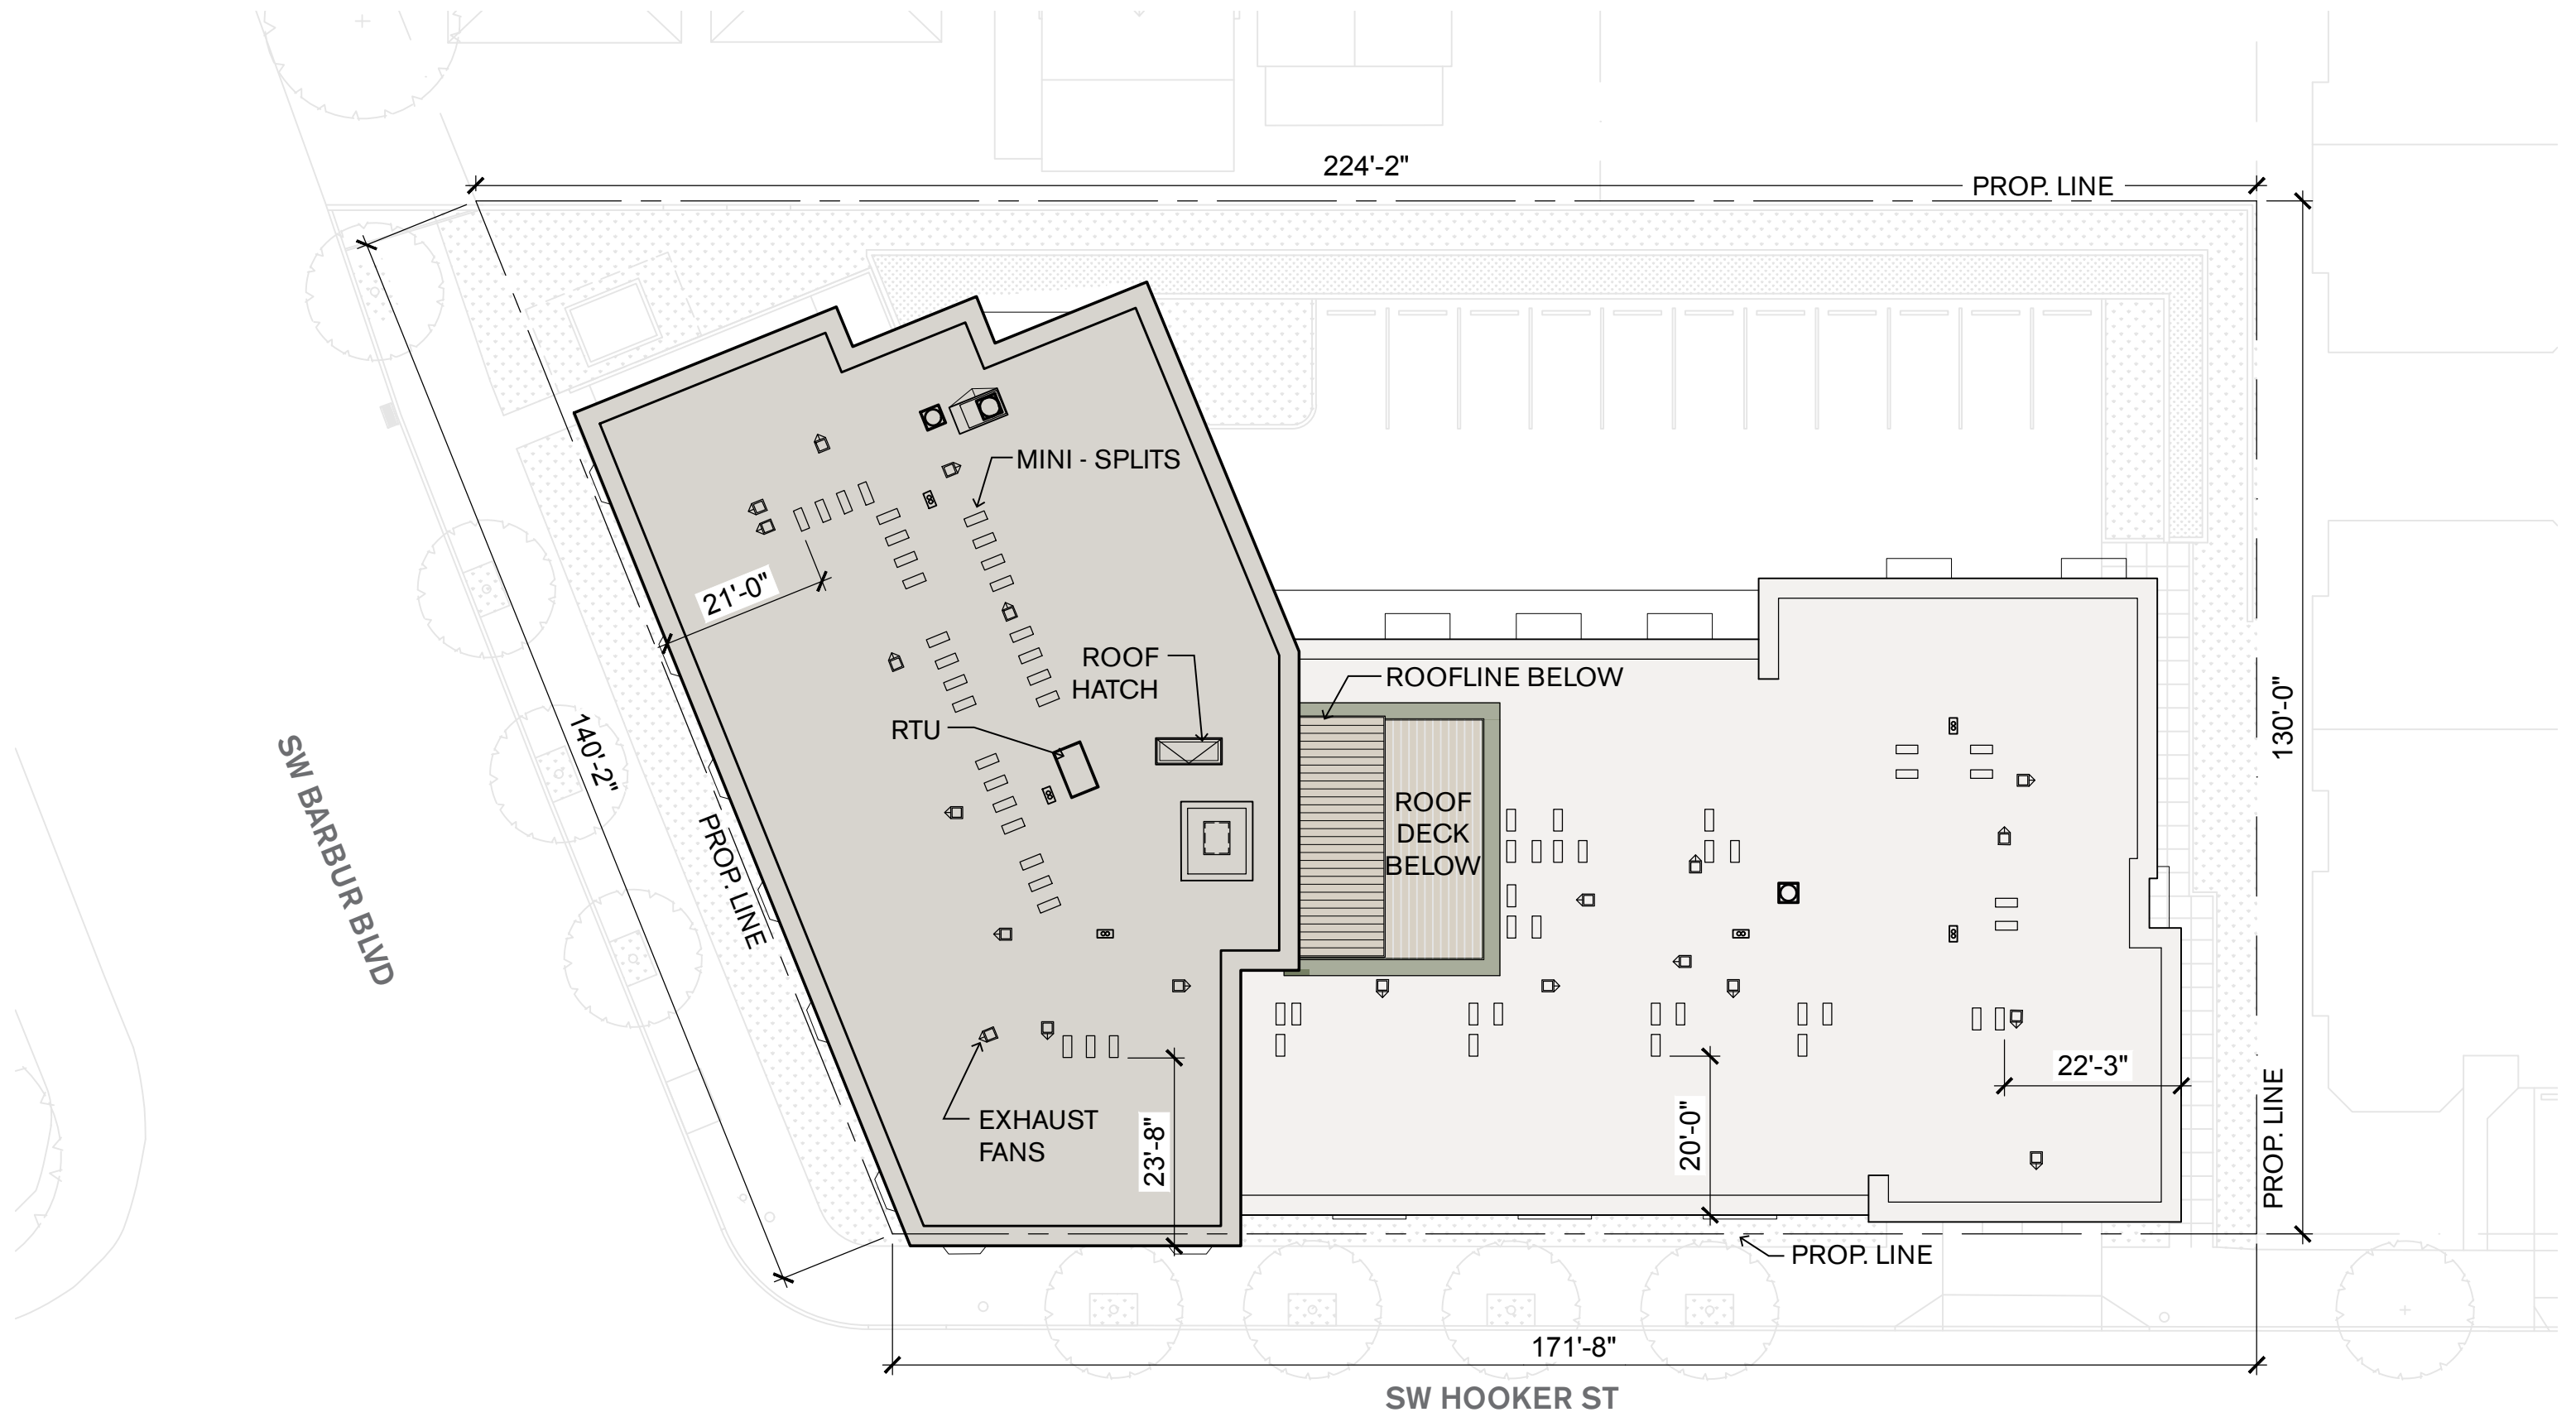 224'-2"
PROP. LINE
MINI - SPLITS
21'-0"
ROOF
HATCH
ROOFLINE BELOW
RTU
130'-0"
140'-2"
SW BARBUR BLVD
PROP. LINE
ROOF
DECK
BELOW
22'-3"
EXHAUST
FANS
23'-8"
20'-0"
PROP. LINE
PROP. LINE
171'-8"
SW HOOKER ST